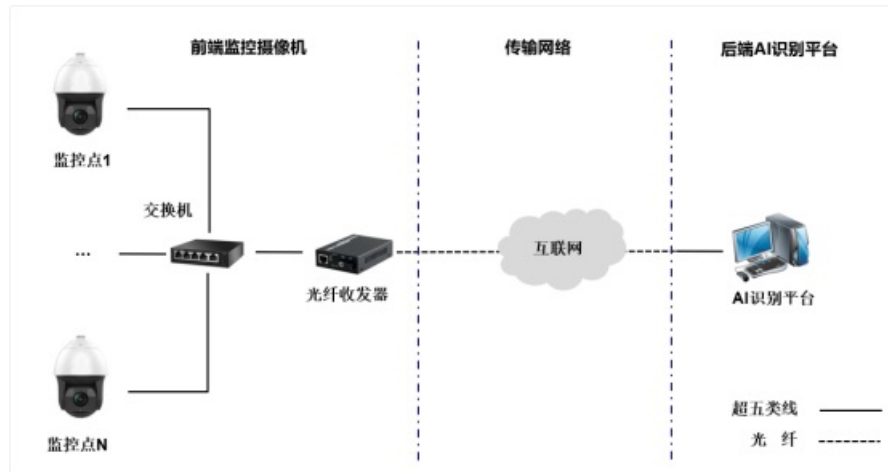 前端监控摄像机
传输网络
后端AI识别平台
监控点1
交换机
...
光纤收发器
互联网
AI识别平台
监控点N
超五类线
光 纤